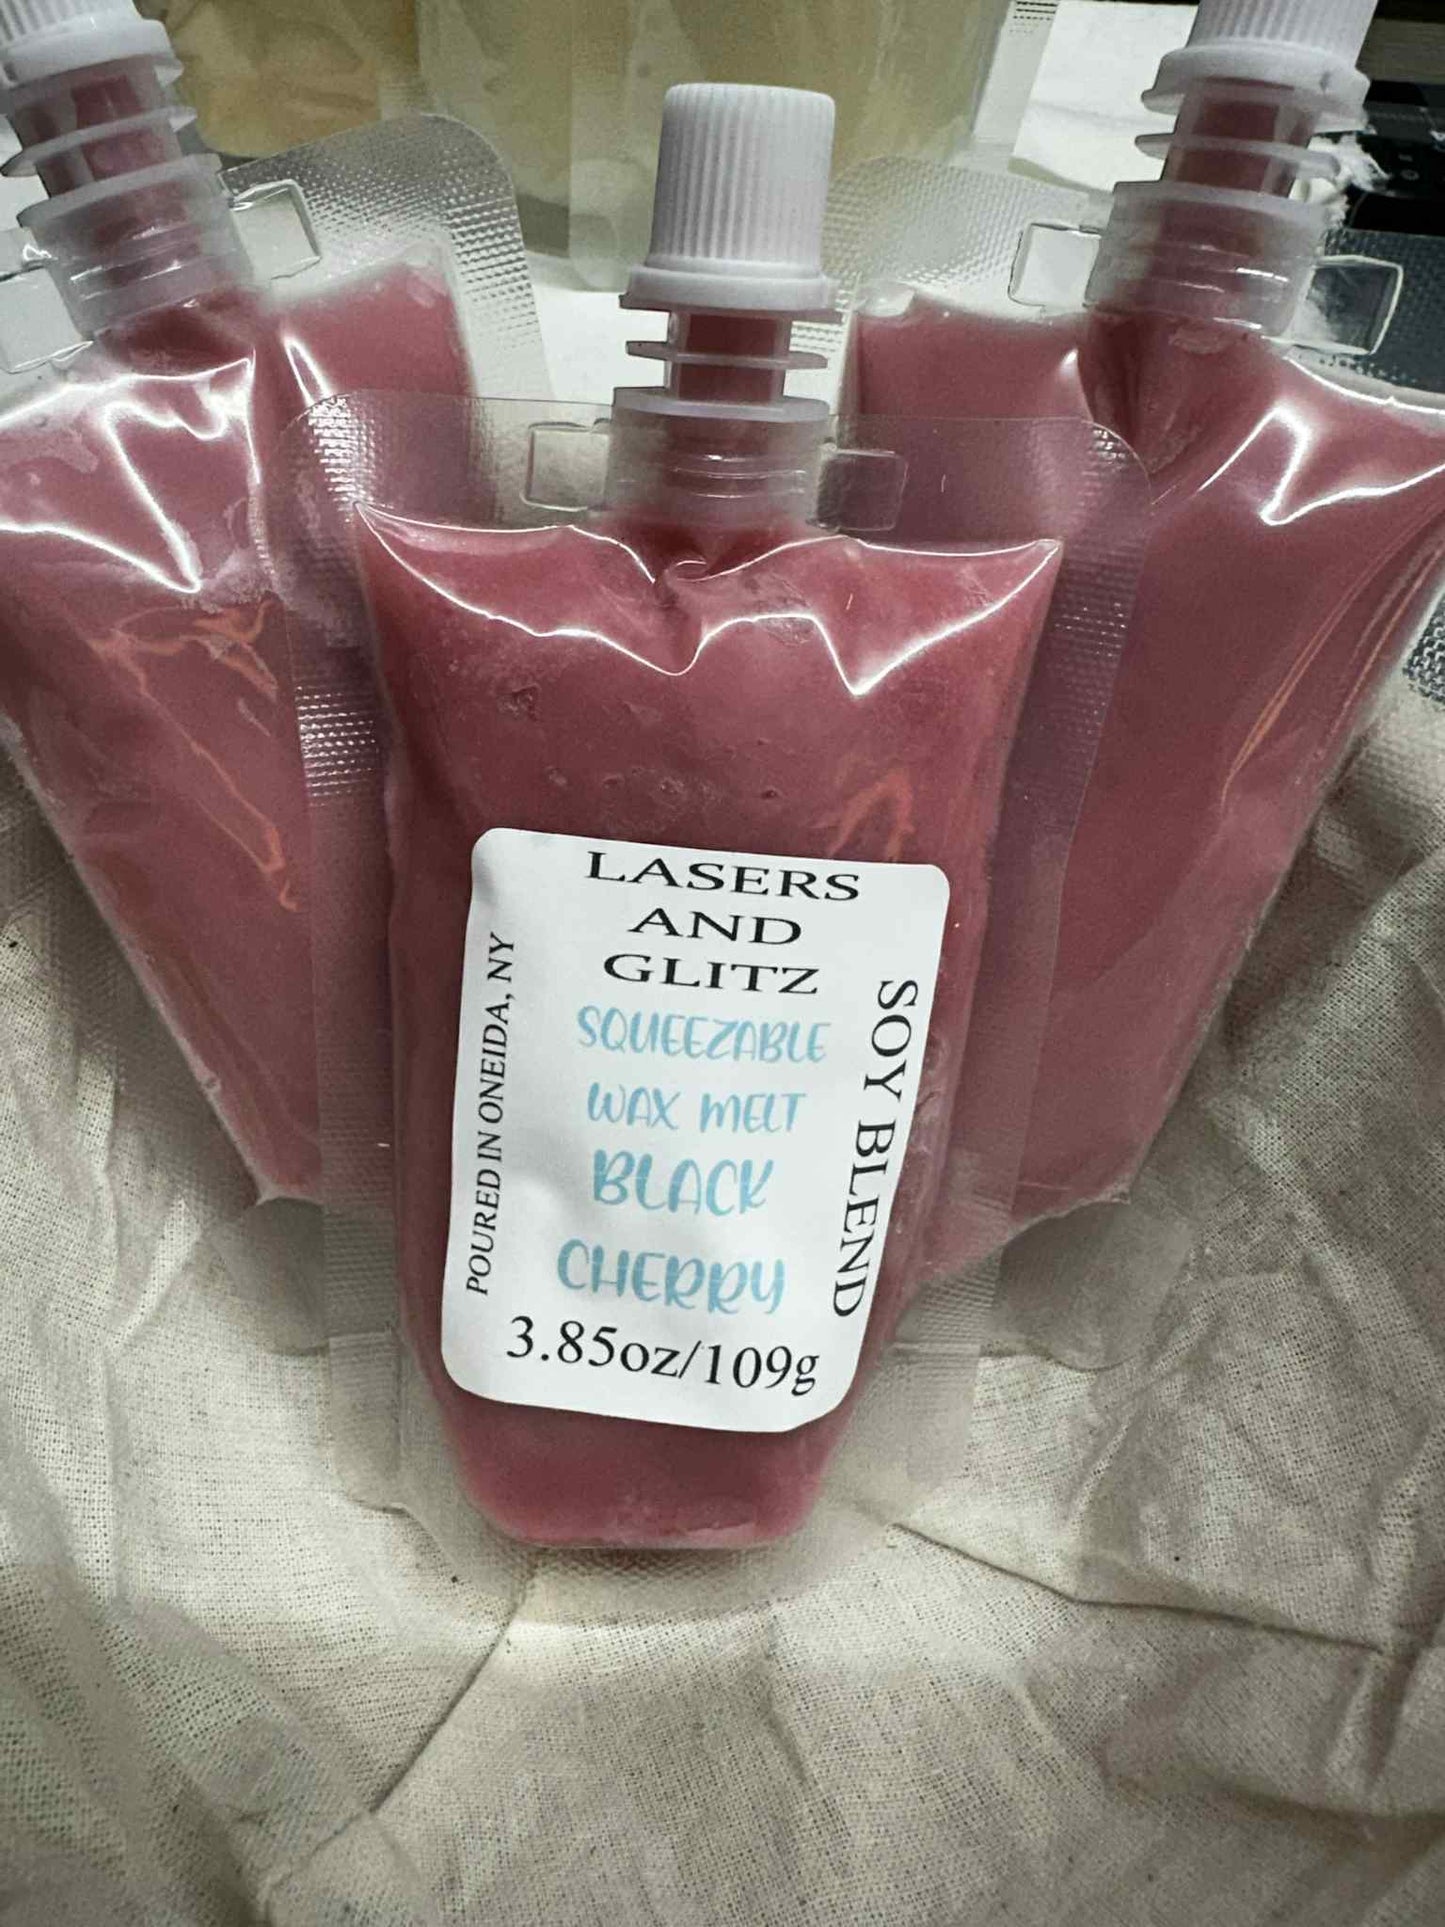 LASERS
AND
GLITZ
SQUEEZABLE
WAX MELT
BLACK
CHERRY
3.85oz/109g
POURED IN ONEIDA, NY
SOY BLEND